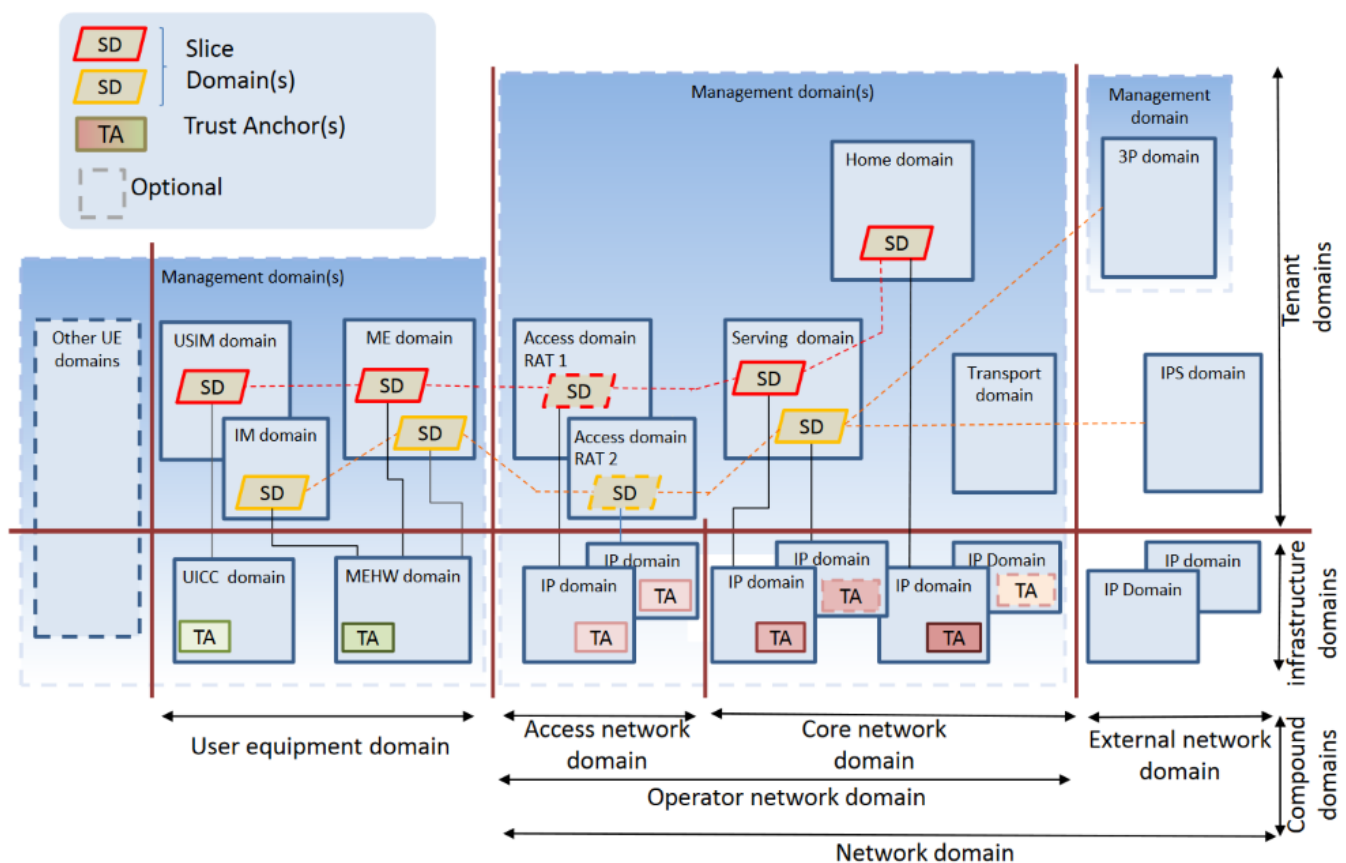 SD
Slice
Domain(s)
SD
TA
Trust Anchor(s)
Optional
Management domain(s)
Management
domain
3P domain
Home domain
SD
Tenant
domains
Management domain(s)
Other UE
domains
USIM domain
SD
ME domain
SD
SD
IM domain
SD
Access domain
RAT 1
SD
Access domain
RAT 2
SD
Serving domain
SD
SD
Transport
domain
IPS domain
UICC domain
TA
MEHW domain
TA
IP domain
TA
IP domain
TA
IP domain
TA
IP domain
TA
IP domain
TA
IP Domain
TA
IP domain
IP Domain
infrastructure
domains
User equipment domain
Access network
domain
Core network
domain
External network
domain
Operator network domain
Network domain
Compound
domains